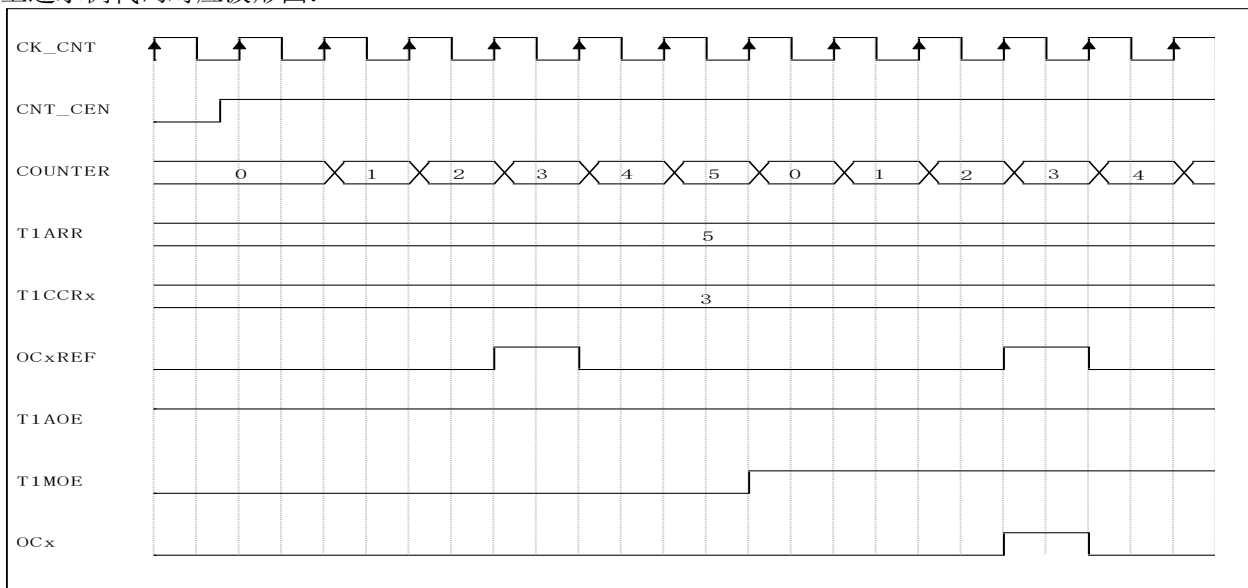 CK_CNT
CNT_CEN
COUNTER 0 1 2 3 4 5 0 1 2 3 4
T1ARR 5
T1CCRx 3
OCxREF
T1AOE
T1MOE
OCx